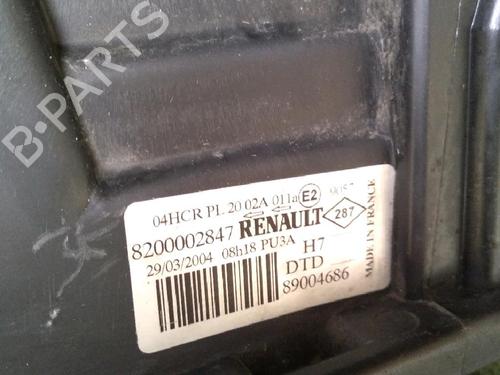 B-PARTS
04HCR PL 20 02A 011a E2
8200002847 RENAULT 287
29/03/2004 08h18 PU3A H7
DTD
89004686
MADE IN FRANCE